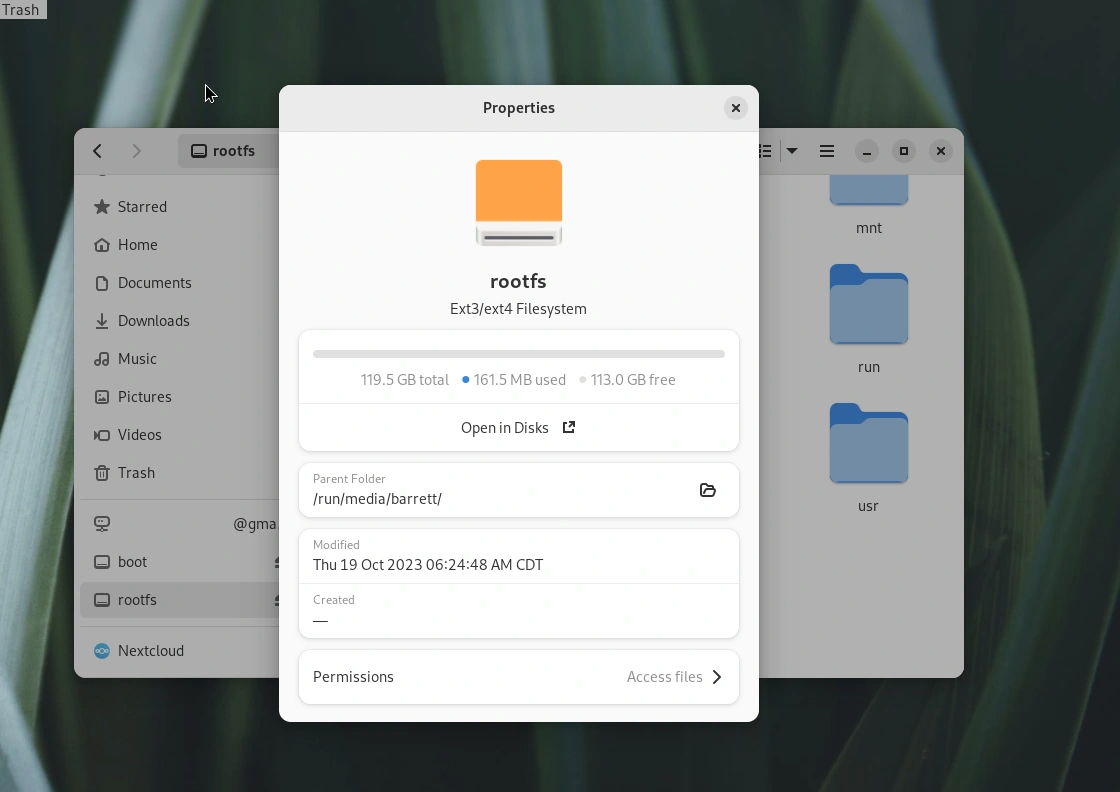 Trash
Properties
rootfs
Starred
Home
Documents
Downloads
Music
Pictures
Videos
Trash
@gma
boot
rootfs
Nextcloud
rootfs
Ext3/ext4 Filesystem
119.5 GB total 161.5 MB used 113.0 GB free
Open in Disks
Parent Folder
/run/media/barrett/
Modified
Thu 19 Oct 2023 06:24:48 AM CDT
Created
—
Permissions Access files
mnt
run
usr